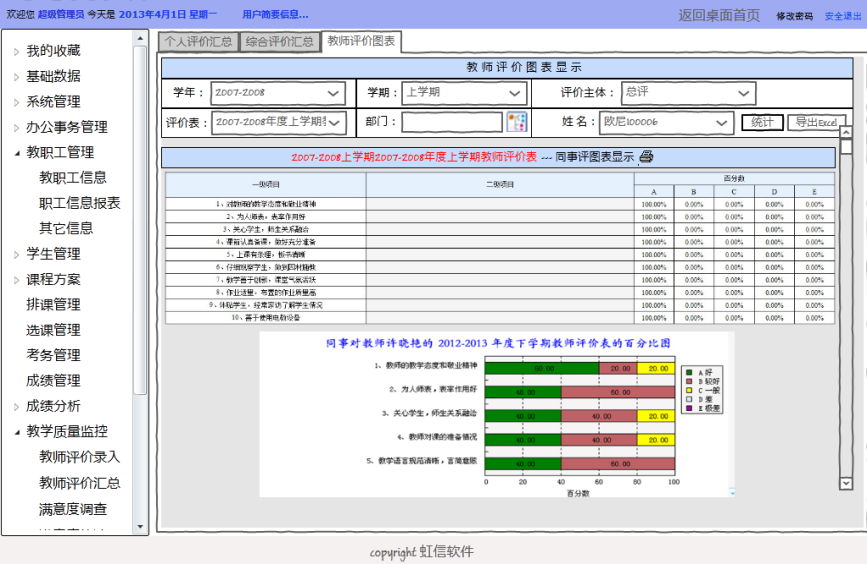 欢迎您 超级管理员 今天是 2013年4月1日 星期一 用户简要信息... 返回桌面首页 修改密码 安全退出
我的收藏
基础数据
系统管理
办公事务管理
教职工管理
教职工信息
职工信息报表
其它信息
学生管理
课程方案
排课管理
选课管理
考务管理
成绩管理
成绩分析
教学质量监控
教师评价录入
教师评价汇总
满意度调查
个人评价汇总 综合评价汇总 教师评价图表
教 师 评 价 图 表 显 示
学年： 2007-2008 学期： 上学期 评价主体： 总评
评价表： 2007-2008年度上学期 部门： 姓名： 欧尼100006 统计 导出Excel
2007-2008上学期2007-2008年度上学期教师评价表 --- 同事评图表显示
一级项目 二级项目 百分数
A B C D E
1、对教师的教学态度和敬业精神 100.00% 0.00% 0.00% 0.00% 0.00%
2、为人师表，表率作用好 100.00% 0.00% 0.00% 0.00% 0.00%
3、关心学生，师生关系融洽 100.00% 0.00% 0.00% 0.00% 0.00%
4、课前认真备课，做好充分准备 100.00% 0.00% 0.00% 0.00% 0.00%
5、上课有条理，板书清晰 100.00% 0.00% 0.00% 0.00% 0.00%
6、仔细观察学生，做到因材施教 100.00% 0.00% 0.00% 0.00% 0.00%
7、教学善于创新，课堂气氛活跃 100.00% 0.00% 0.00% 0.00% 0.00%
8、作业适量，布置的作业质量高 100.00% 0.00% 0.00% 0.00% 0.00%
9、体贴学生，经常家访了解学生情况 100.00% 0.00% 0.00% 0.00% 0.00%
10、善于使用电教设备 100.00% 0.00% 0.00% 0.00% 0.00%
同事对教师许晓艳的 2012-2013 年度下学期教师评价表的百分比图
1、教师的教学态度和敬业精神 60.00 20.00 20.00
2、为人师表，表率作用好 40.00 60.00
3、关心学生，师生关系融洽 40.00 40.00 20.00
4、教师对课的准备情况 40.00 40.00 20.00
5、教学语言规范清晰，言简意赅 40.00 60.00
0 20 40 60 80 100
百分数
A 好
B 较好
C 一般
D 差
E 极差
copyright 虹信软件